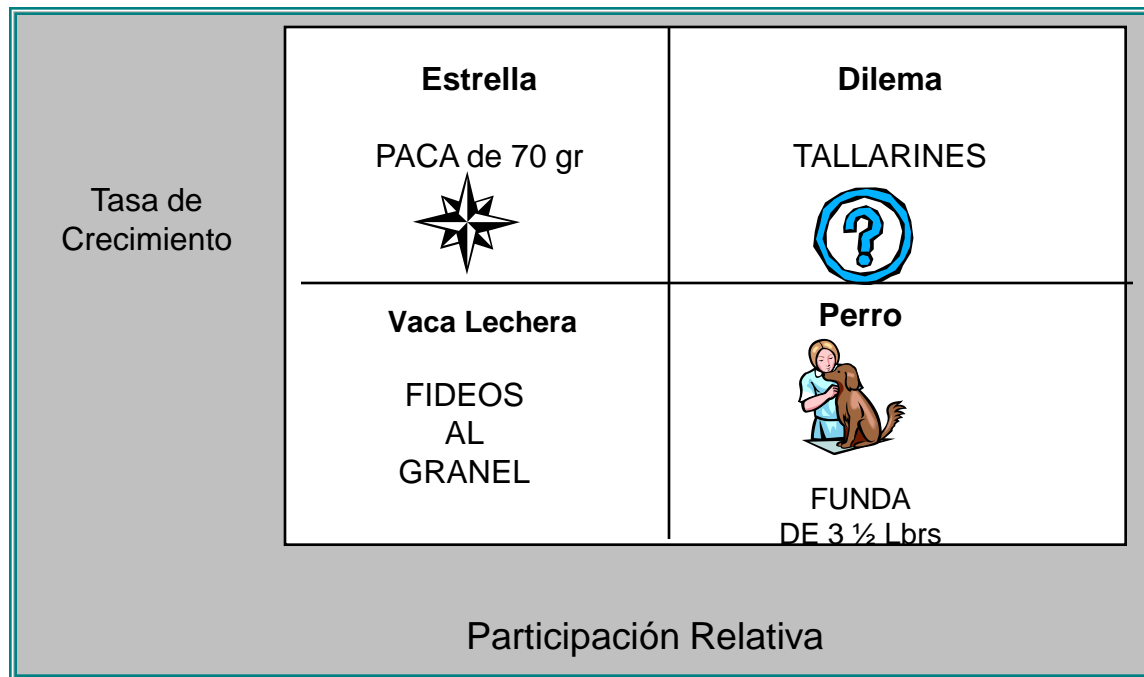 Estrella
PACA de 70 gr
Dilema
TALLARINES
?
Tasa de
Crecimiento
Vaca Lechera
FIDEOS
AL
GRANEL
Perro
FUNDA
DE 3 ½ Lbrs
Participación Relativa